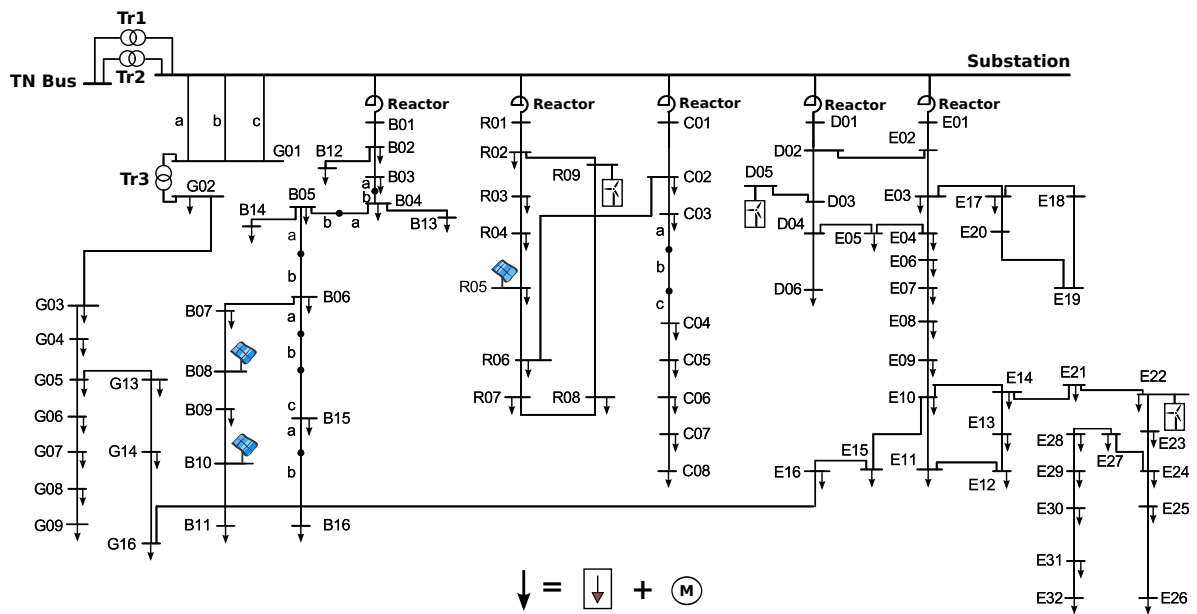 Tr1
Substation
TN Bus
Tr2
Reactor
Reactor
Reactor
Reactor
Reactor
a
b
c
B01
R01
C01
D01
E01
G01
B12
B02
R02
D02
E02
Tr3
G02
B03
R09
C02
D05
a
B05
b
B04
R03
E03
E17
E18
D03
B14
b
a
B13
C03
R04
a
D04
E05
E04
E20
a
E06
b
b
R05
E07
D06
G03
B07
B06
c
E19
a
E08
C04
G04
b
R06
C05
E09
B08
G05
G13
E21
E22
E14
R07
R08
C06
E10
c
B09
B15
G06
E13
a
C07
E28
E23
G07
G14
E15
E27
B10
b
C08
E16
E11
E12
E29
E24
G08
E30
E25
G09
B11
B16
G16
E31
= + M
E32
E26